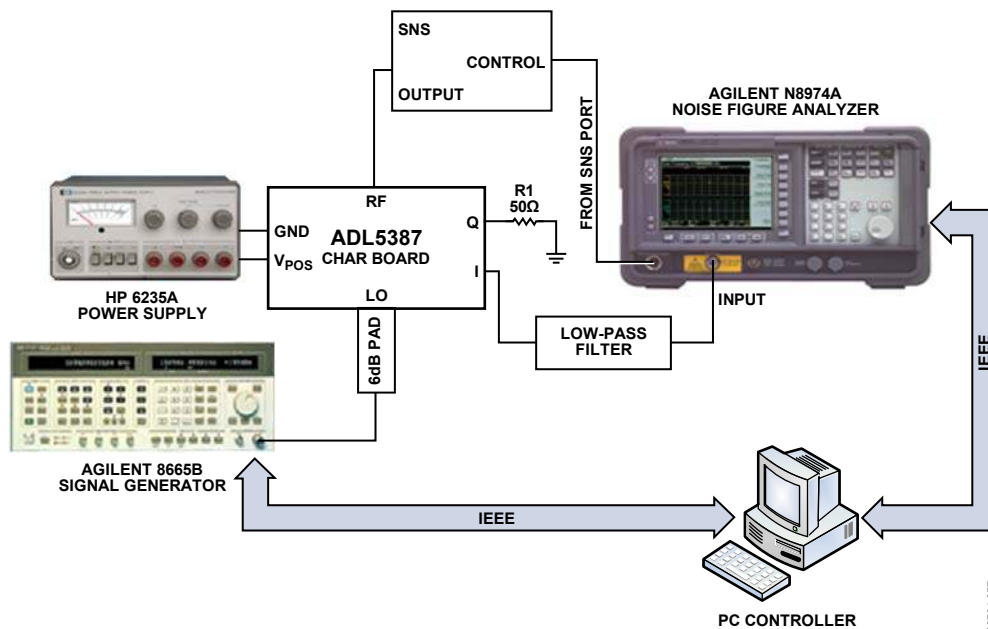 SNS
CONTROL
OUTPUT
FROM SNS PORT
AGILENT N8974A
NOISE FIGURE ANALYZER
RF
GND
ADL5387
CHAR BOARD
VPOS
Q
I
LO
R1
50Ω
HP 6235A
POWER SUPPLY
6dB PAD
LOW-PASS
FILTER
INPUT
IEEE
AGILENT 8665B
SIGNAL GENERATOR
IEEE
PC CONTROLLER